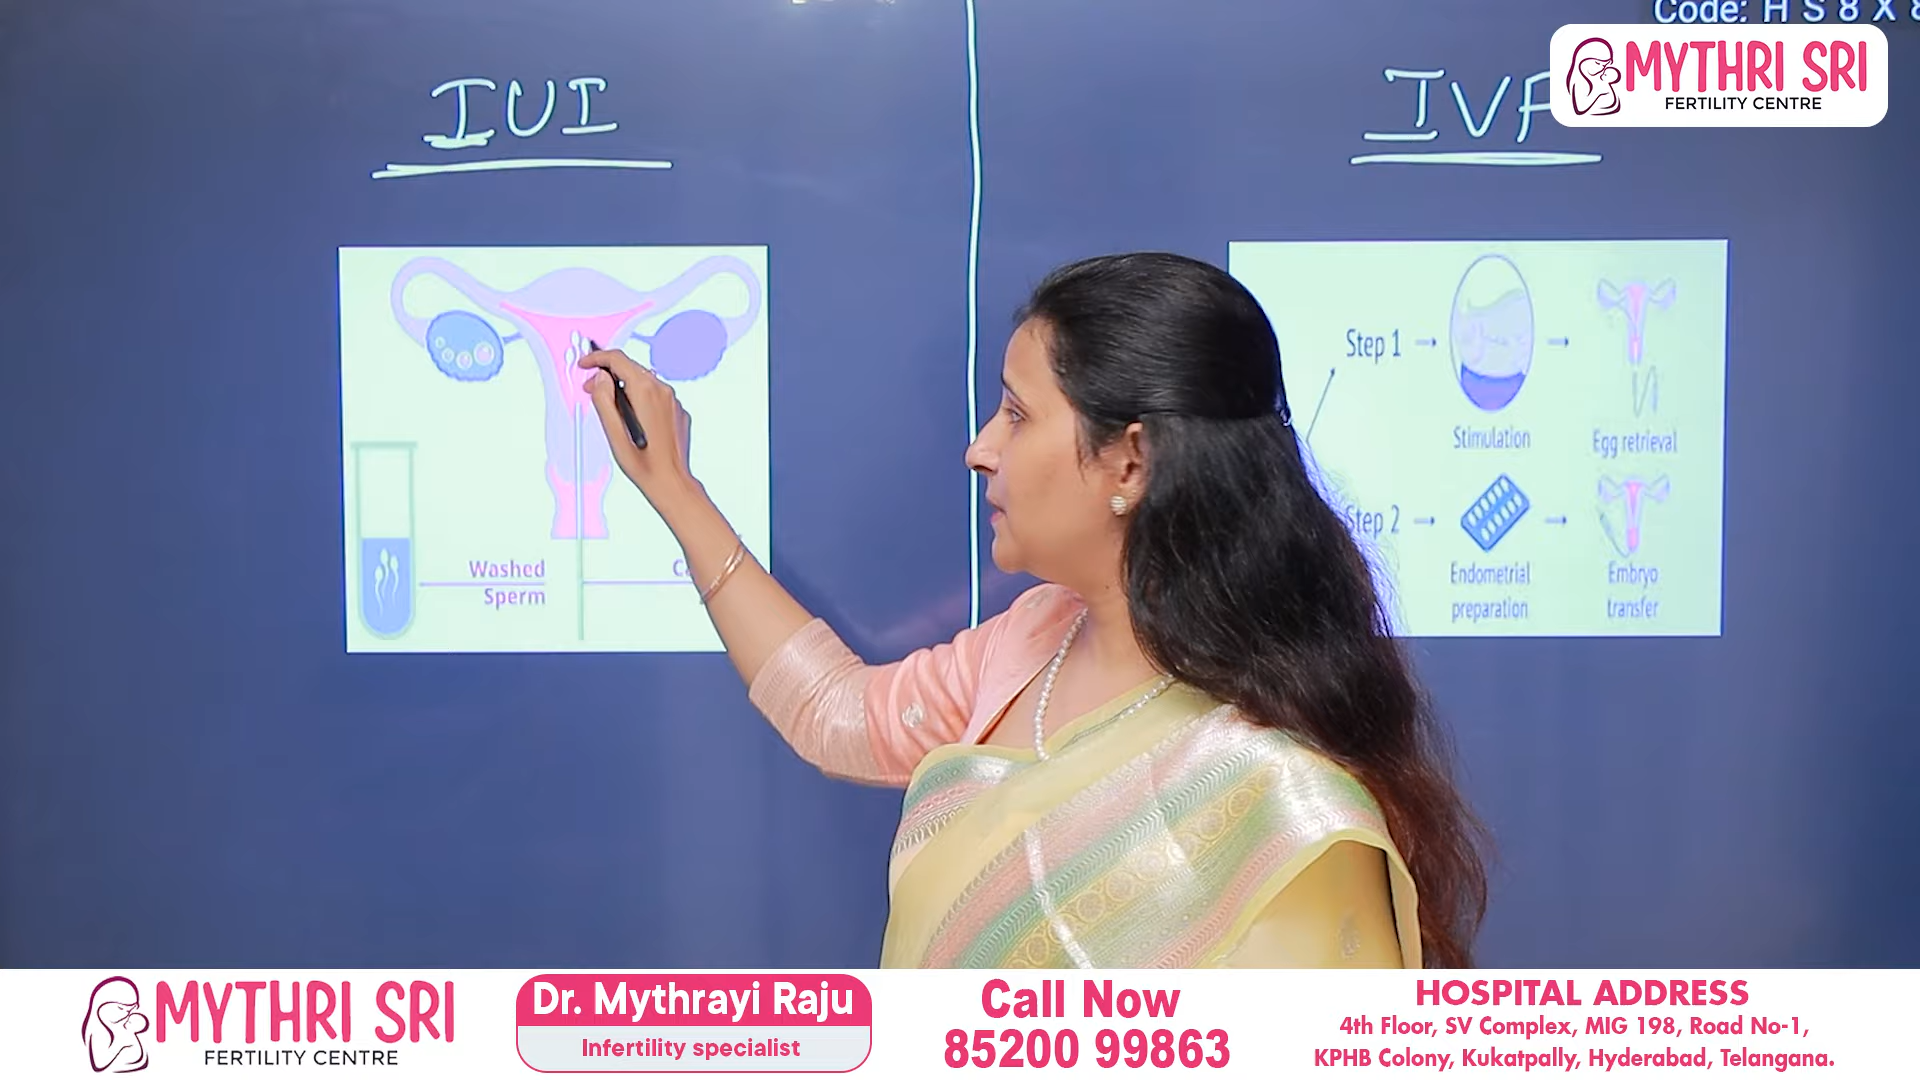 Code: H S 8 X
MYTHRI SRI
FERTILITY CENTRE
IUI
IVF
Step 1
Stimulation
Egg retrieval
Step 2
Endometrial
preparation
Embryo
transfer
Washed
Sperm
MYTHRI SRI
FERTILITY CENTRE
Dr. Mythrayi Raju
Infertility specialist
Call Now
85200 99863
HOSPITAL ADDRESS
4th Floor, SV Complex, MIG 198, Road No-1,
KPHB Colony, Kukatpally, Hyderabad, Telangana.